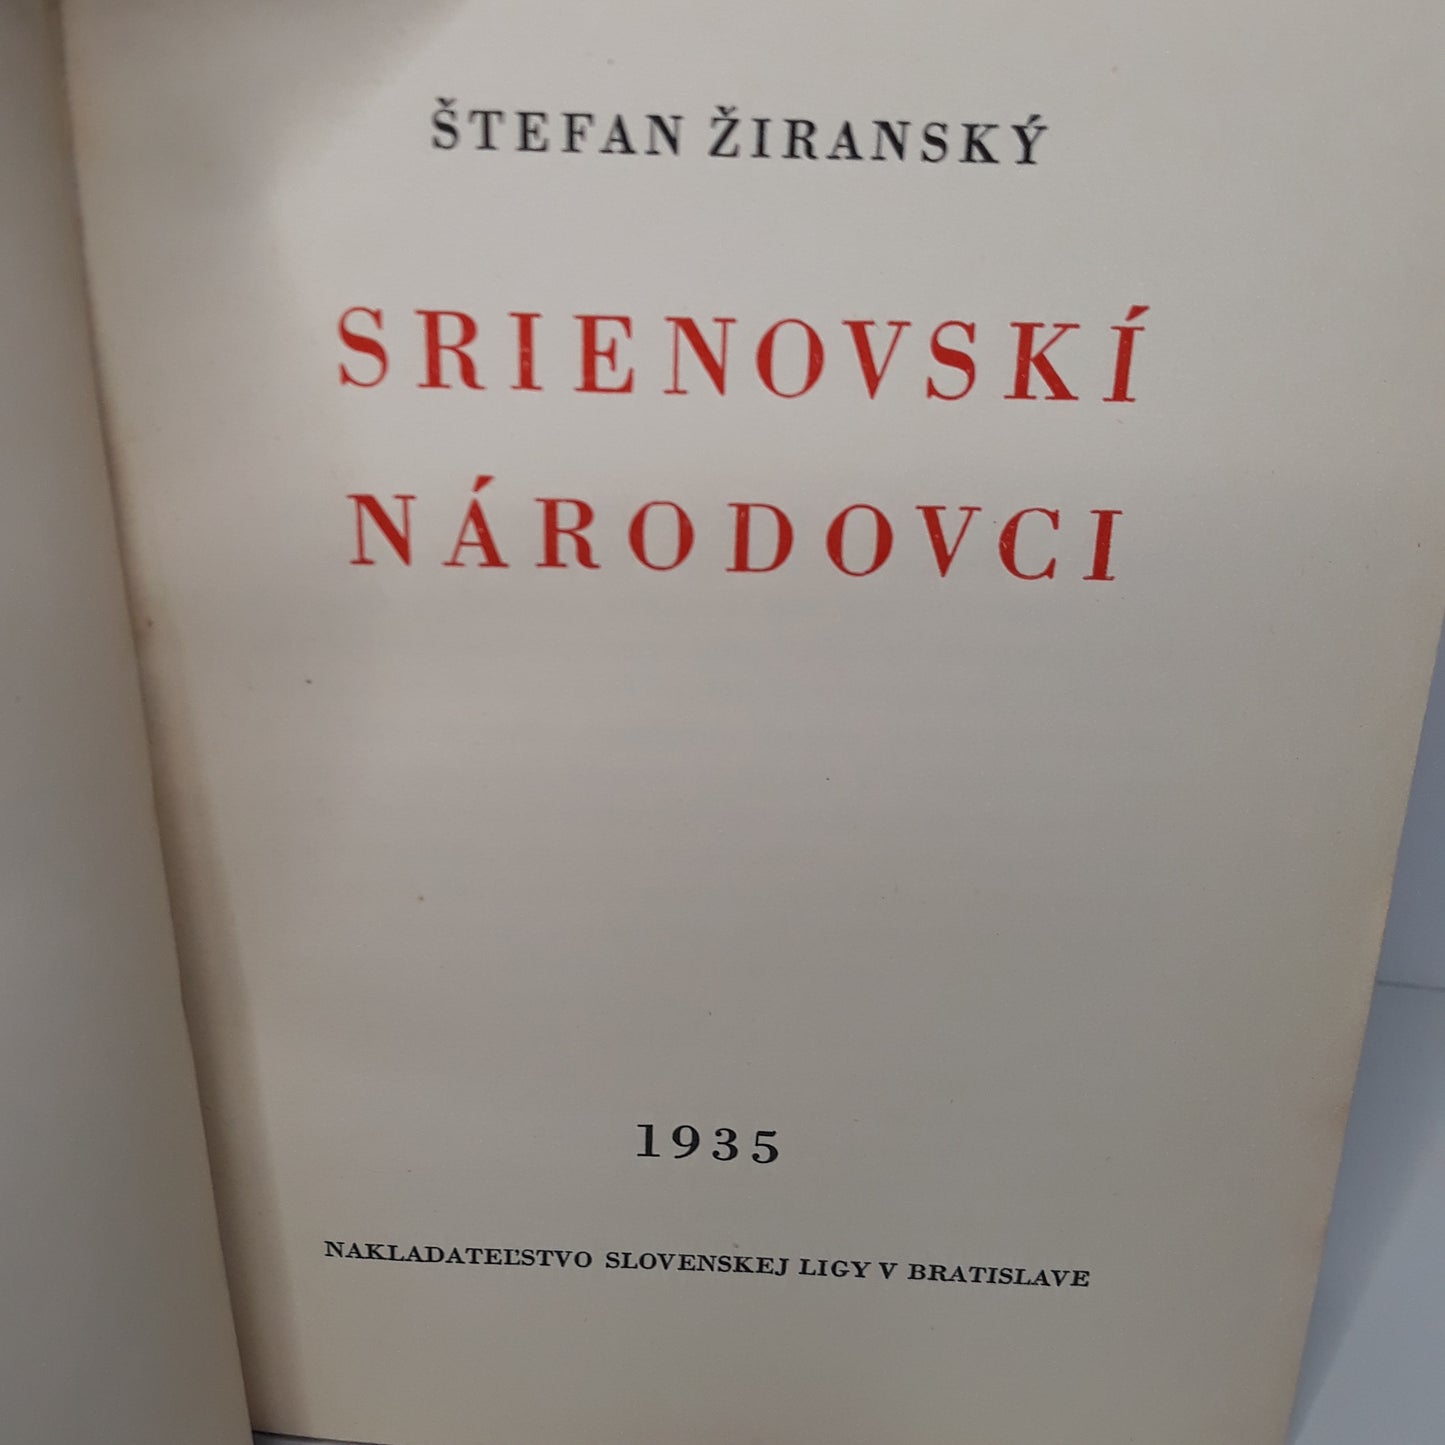 ŠTEFAN ŽIRANSKÝ
SRIENOVSKÍ
NÁRODOVCI
1935
NAKLADATEĽSTVO SLOVENSKEJ LIGY V BRATISLAVE